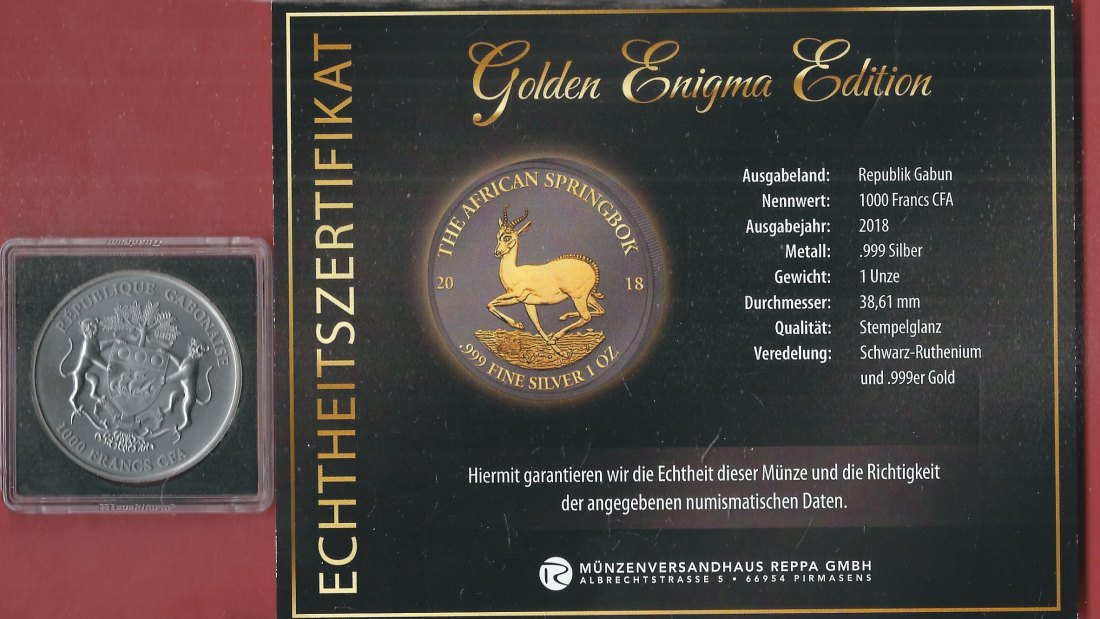 RÉPUBLIQUE GABONAISE
1000 FRANCS CFA
ECHTHEITSZERTIFIKAT
Golden Enigma Edition
THE AFRICAN SPRINGBOK
20 18
.999 FINE SILVER 1 OZ
Ausgabeland: Republik Gabun
Nennwert: 1000 Francs CFA
Ausgabejahr: 2018
Metall: .999 Silber
Gewicht: 1 Unze
Durchmesser: 38,61 mm
Qualität: Stempelglanz
Veredelung: Schwarz-Ruthenium
und .999er Gold
Hiermit garantieren wir die Echtheit dieser Münze und die Richtigkeit
der angegebenen numismatischen Daten.
MÜNZENVERSANDHAUS REPPA GMBH
ALBRECHTSTRASSE 5 • 66954 PIRMASENS